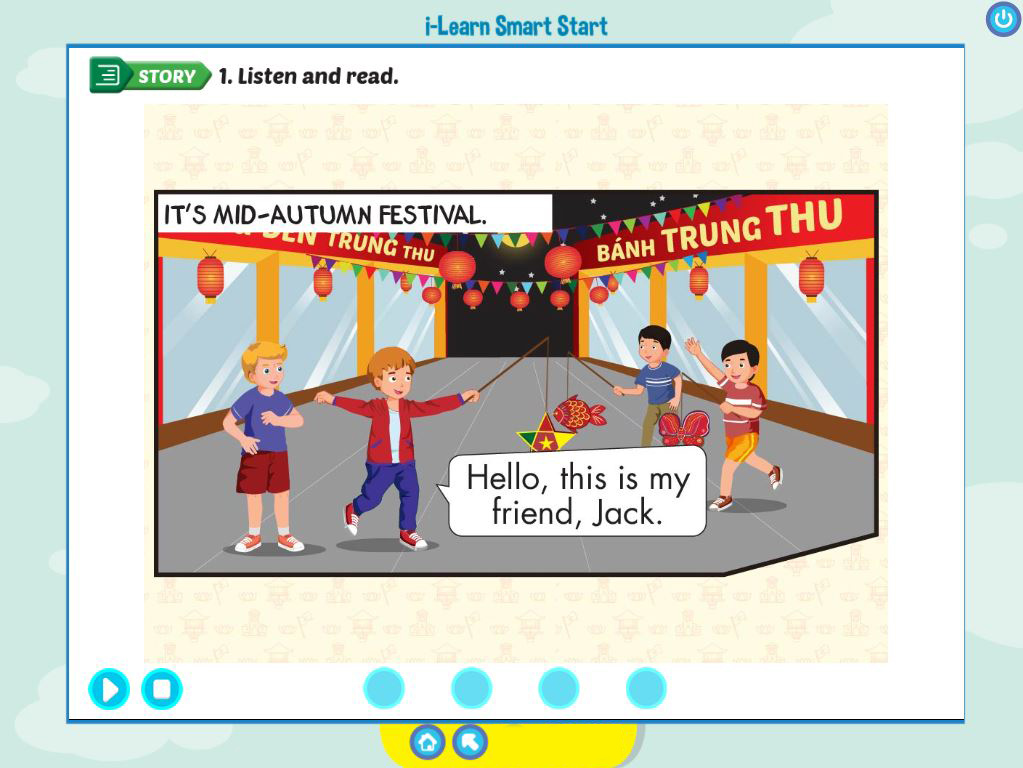 i-Learn Smart Start
STORY 1. Listen and read.
IT'S MID-AUTUMN FESTIVAL.
TRUNG THU
BÁNH TRUNG THU
Hello, this is my
friend, Jack.